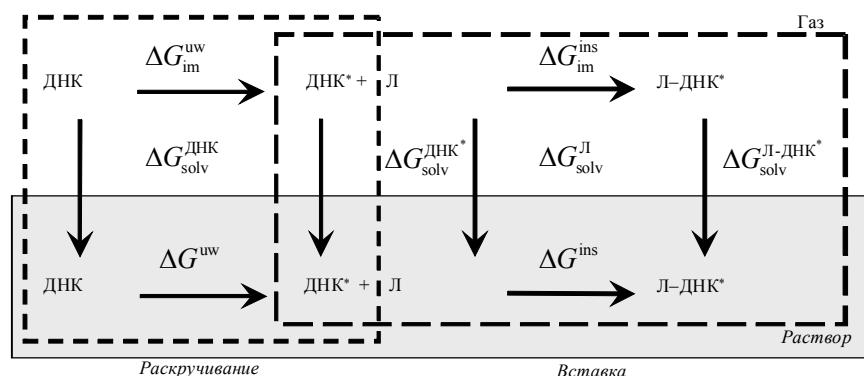 Газ
ΔG_im^uw
ΔG_im^ins
ДНК
ДНК* + Л
Л–ДНК*
ΔG_solv^ДНК
ΔG_solv^ДНК*
ΔG_solv^Л
ΔG_solv^Л-ДНК*
ΔG^uw
ΔG^ins
ДНК
ДНК* + Л
Л–ДНК*
Раствор
Раскручивание
Вставка